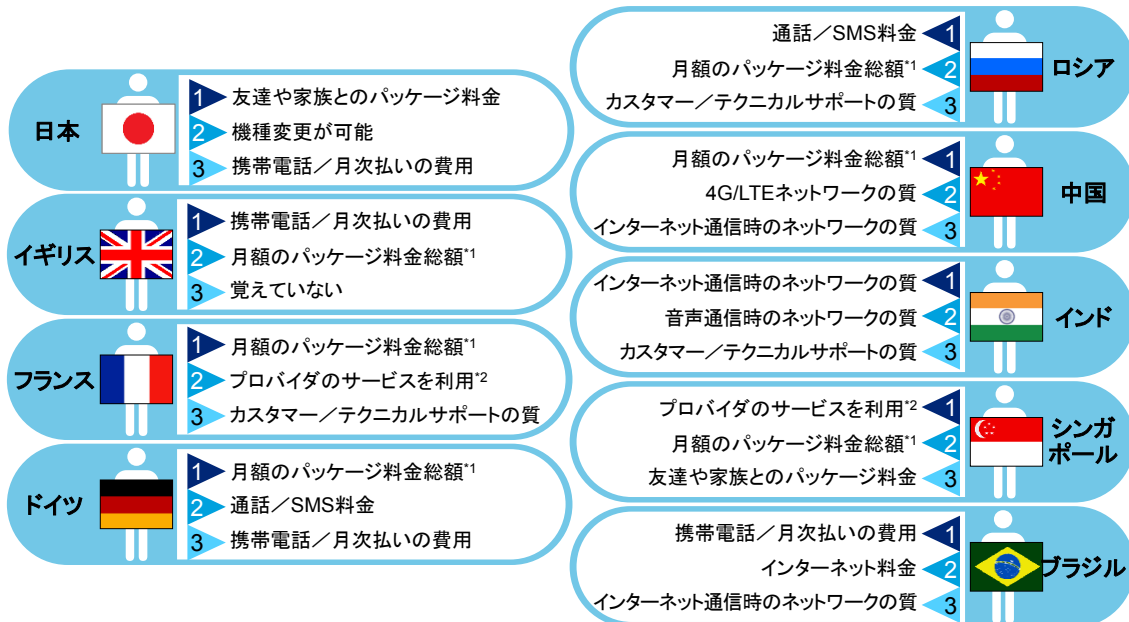 日本
1 友達や家族とのパッケージ料金
2 機種変更が可能
3 携帯電話／月次払いの費用
イギリス
1 携帯電話／月次払いの費用
2 月額のパッケージ料金総額*1
3 覚えていない
フランス
1 月額のパッケージ料金総額*1
2 プロバイダのサービスを利用*2
3 カスタマー／テクニカルサポートの質
ドイツ
1 月額のパッケージ料金総額*1
2 通話／SMS料金
3 携帯電話／月次払いの費用
通話／SMS料金 1
月額のパッケージ料金総額*1 2
カスタマー／テクニカルサポートの質 3
ロシア
月額のパッケージ料金総額*1 1
4G/LTEネットワークの質 2
インターネット通信時のネットワークの質 3
中国
インターネット通信時のネットワークの質 1
音声通信時のネットワークの質 2
カスタマー／テクニカルサポートの質 3
インド
プロバイダのサービスを利用*2 1
月額のパッケージ料金総額*1 2
友達や家族とのパッケージ料金 3
シンガ
ポール
携帯電話／月次払いの費用 1
インターネット料金 2
インターネット通信時のネットワークの質 3
ブラジル